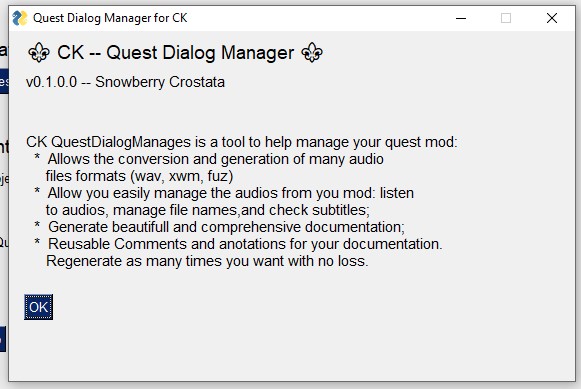 Quest Dialog Manager for CK
⚜ CK -- Quest Dialog Manager ⚜
v0.1.0.0 -- Snowberry Crostata
CK QuestDialogManages is a tool to help manage your quest mod:
* Allows the conversion and generation of many audio
files formats (wav, xwm, fuz)
* Allow you easily manage the audios from you mod: listen
to audios, manage file names,and check subtitles;
* Generate beautifull and comprehensive documentation;
* Reusable Comments and anotations for your documentation.
Regenerate as many times you want with no loss.
OK